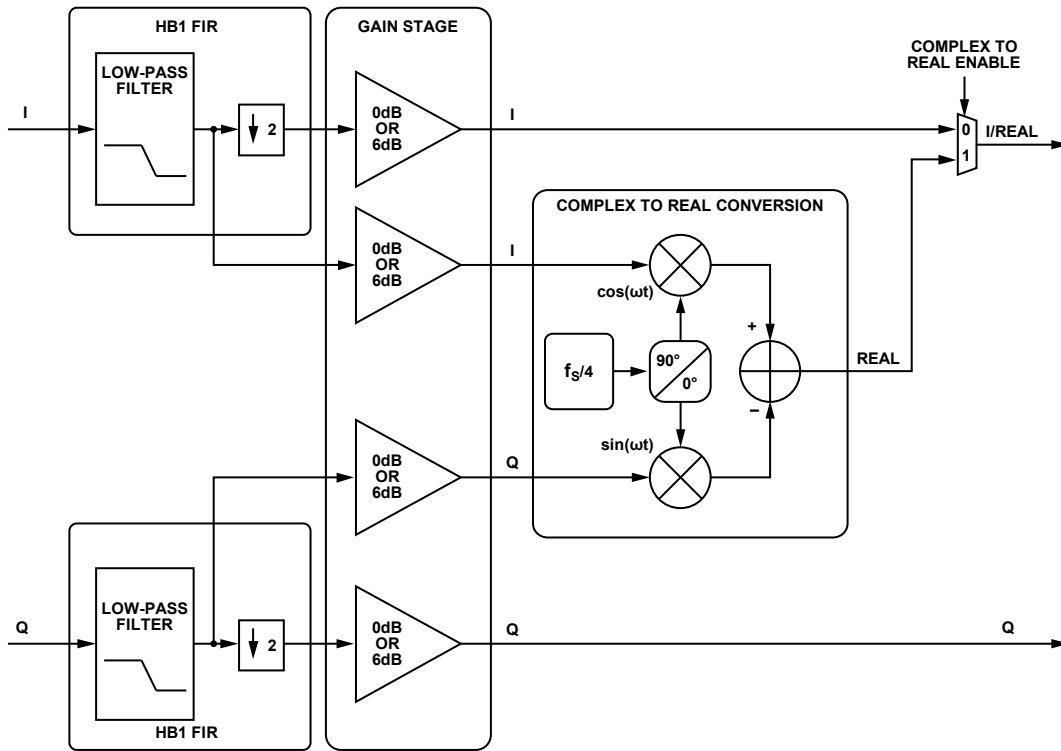 HB1 FIR
GAIN STAGE
COMPLEX TO
REAL ENABLE
LOW-PASS
FILTER
I
2
0dB
OR
6dB
I
0
1
I/REAL
COMPLEX TO REAL CONVERSION
0dB
OR
6dB
I
cos(ωt)
+
fS/4
90°
0°
REAL
–
0dB
OR
6dB
Q
sin(ωt)
LOW-PASS
FILTER
Q
2
0dB
OR
6dB
Q
Q
HB1 FIR